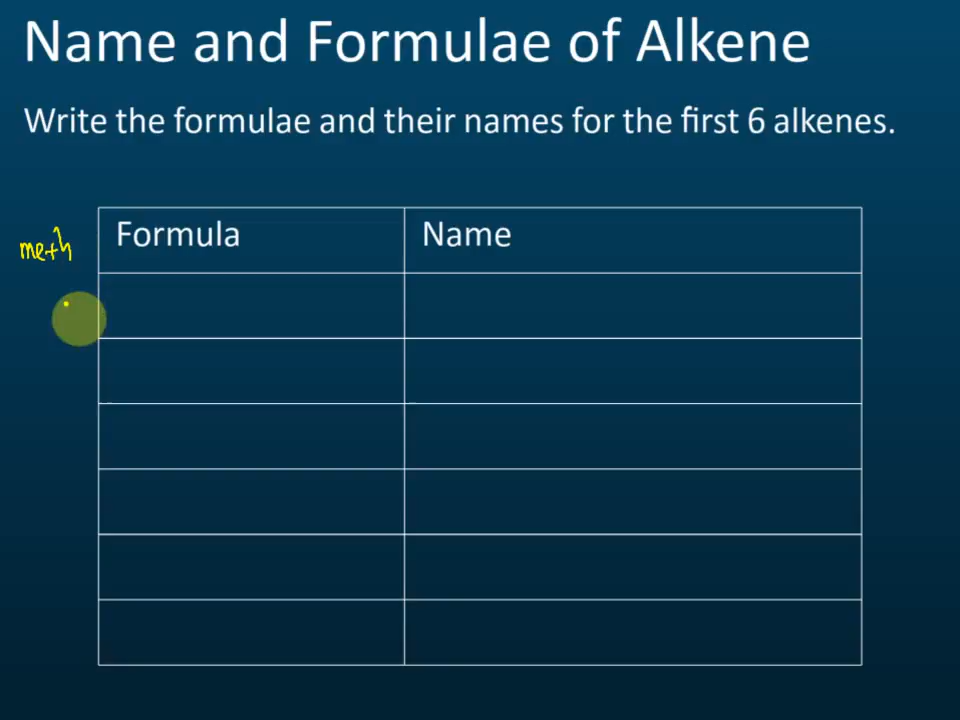 Name and Formulae of Alkene
Write the formulae and their names for the first 6 alkenes.
meth
Formula
Name